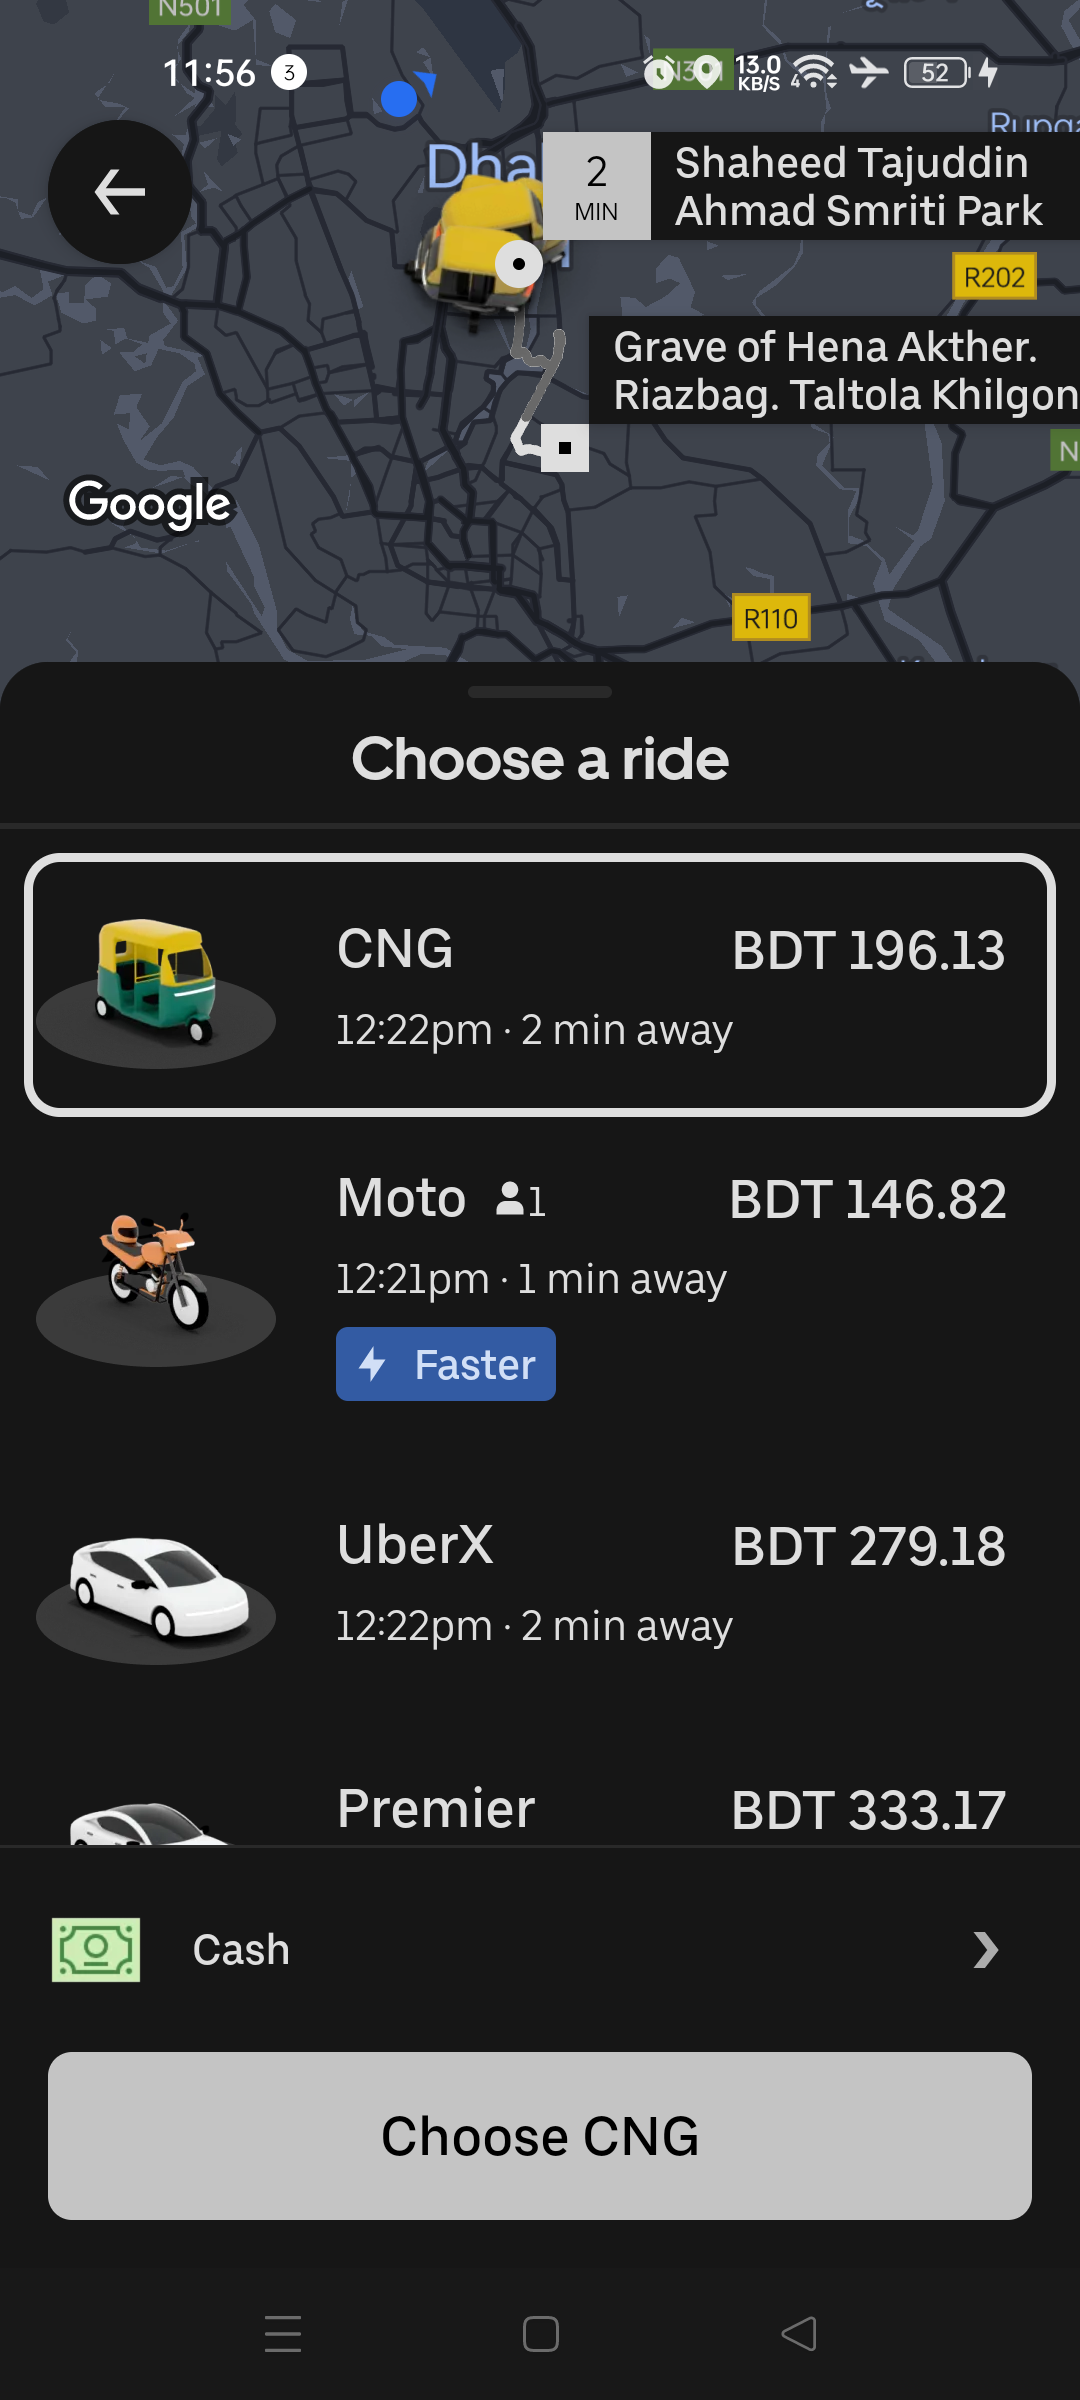 N501
11:56 3
13.0
KB/S
4
52
Dha
2
MIN
Shaheed Tajuddin
Ahmad Smriti Park
R202
Grave of Hena Akther.
Riazbag. Taltola Khilgon
N
Google
R110
Choose a ride
CNG BDT 196.13
12:22pm · 2 min away
Moto 1 BDT 146.82
12:21pm · 1 min away
Faster
UberX BDT 279.18
12:22pm · 2 min away
Premier BDT 333.17
Cash
Choose CNG